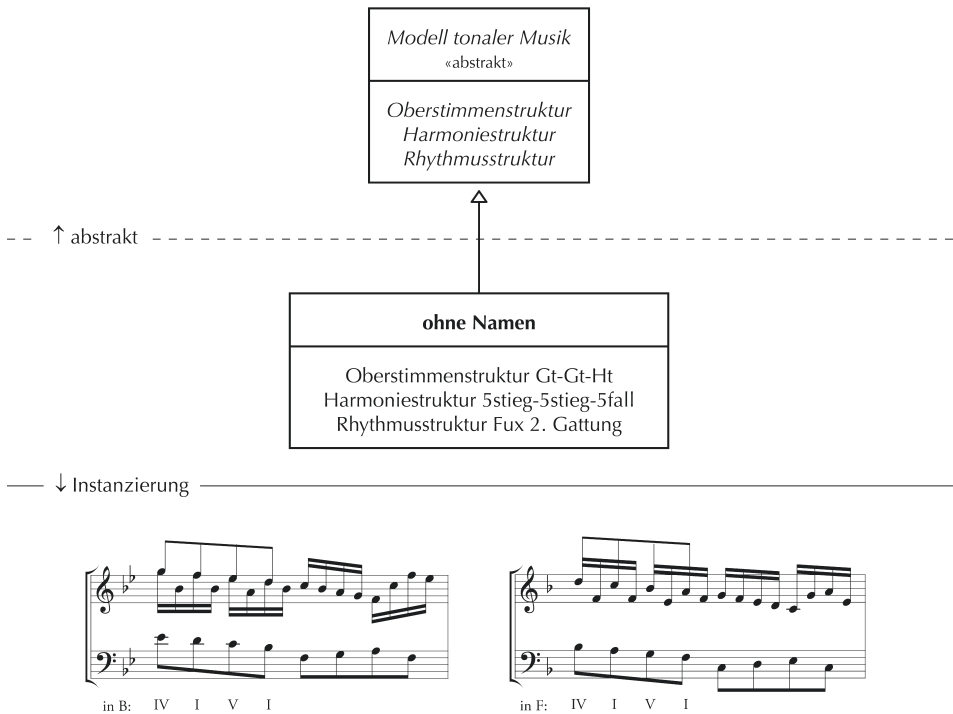 Modell tonaler Musik
«abstrakt»
Oberstimmenstruktur
Harmoniestruktur
Rhythmusstruktur
↑ abstrakt
ohne Namen
Oberstimmenstruktur Gt-Gt-Ht
Harmoniestruktur 5stieg-5stieg-5fall
Rhythmusstruktur Fux 2. Gattung
↓ Instanzierung
in B: IV I V I
in F: IV I V I